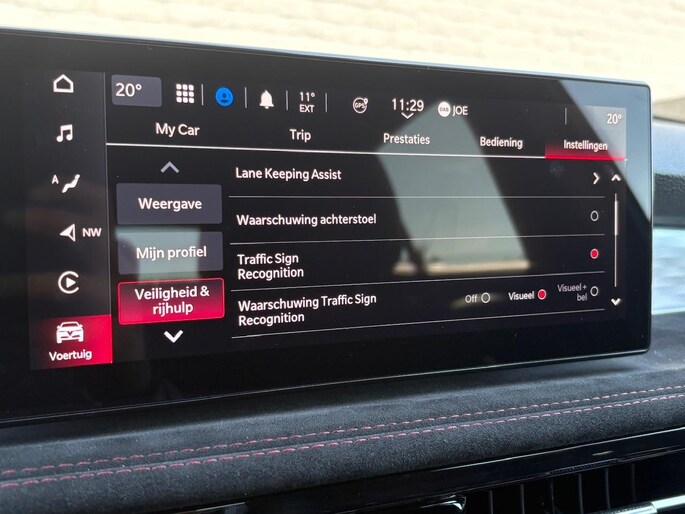 20°
11°
EXT
GPS
11:29
DAB JOE
20°
My Car
Trip
Prestaties
Bediening
Instellingen
A
NW
Voertuig
Weergave
Mijn profiel
Veiligheid &
rijhulp
Lane Keeping Assist
Waarschuwing achterstoel
Traffic Sign
Recognition
Waarschuwing Traffic Sign
Recognition
Off
Visueel
Visueel +
bel